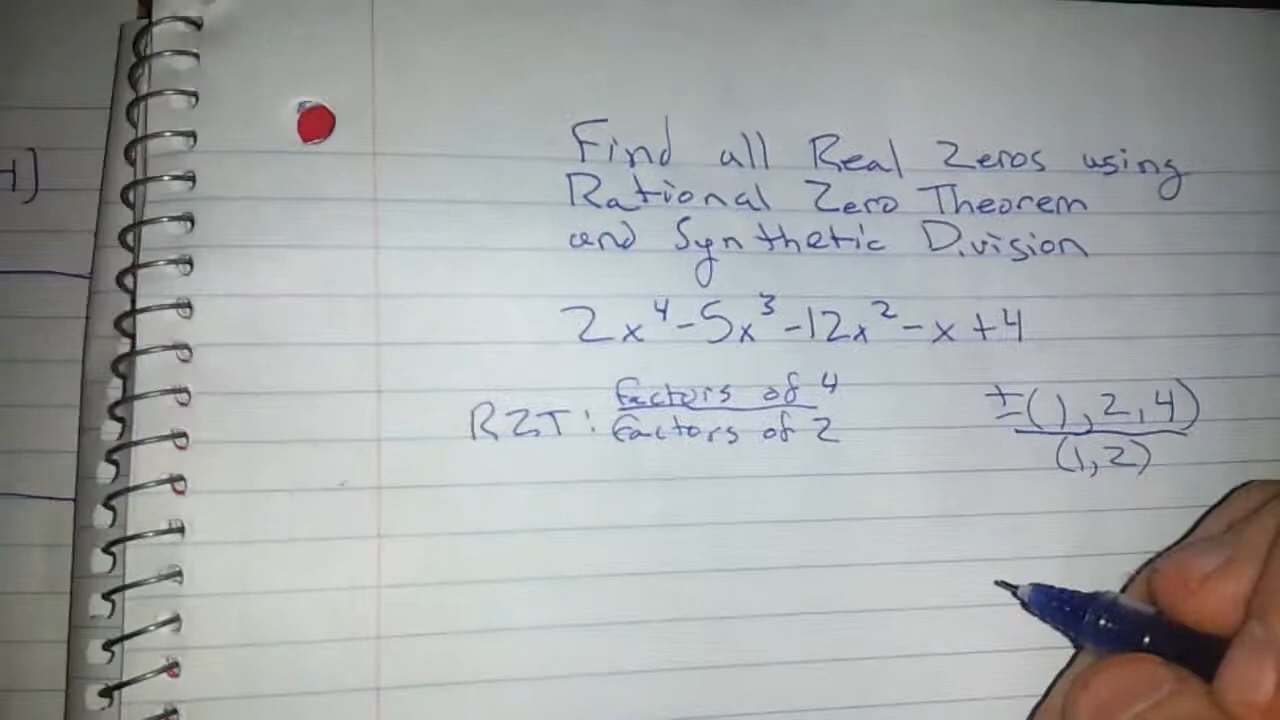 H)
Find all Real Zeros using
Rational Zero Theorem
and Synthetic Division
2x⁴-5x³-12x²-x+4
RZT: factors of 4 / factors of 2
±(1,2,4) / (1,2)